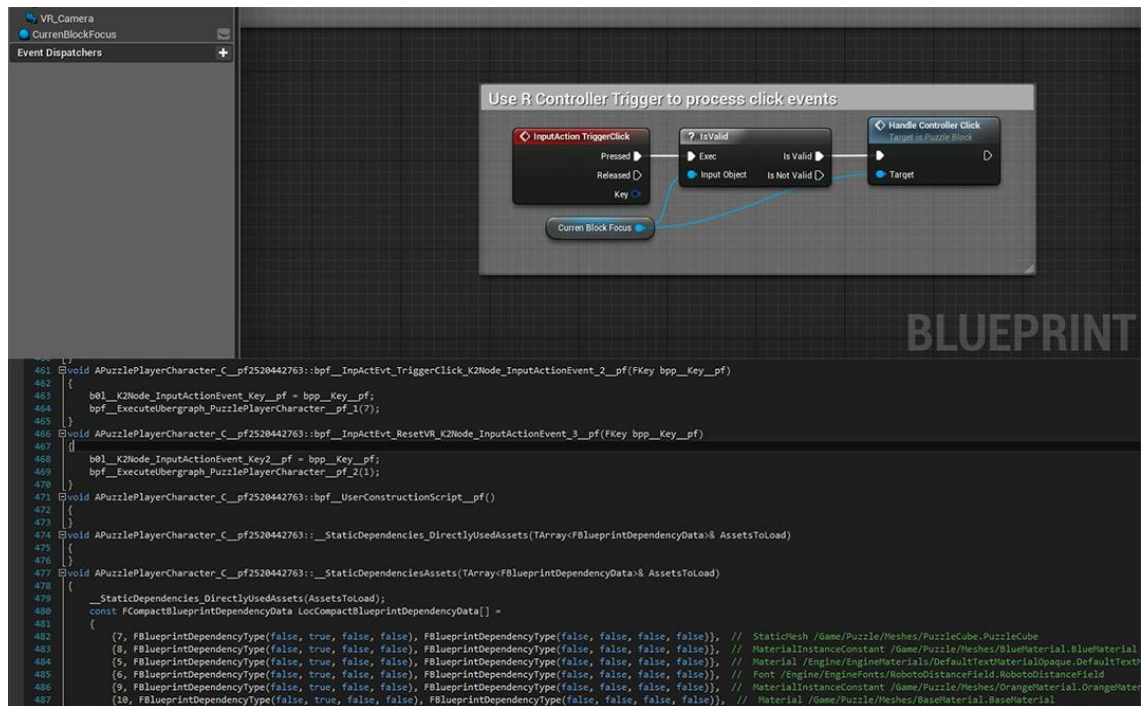 VR_Camera
CurrenBlockFocus
Event Dispatchers +
Use R Controller Trigger to process click events
InputAction TriggerClick
Pressed
Released
Key
? IsValid
Exec Is Valid
Input Object Is Not Valid
Handle Controller Click
Target is Puzzle Block
Target
Curren Block Focus
BLUEPRINT
461 void APuzzlePlayerCharacter_C__pf2520442763::bpf__InpActEvt_TriggerClick_K2Node_InputActionEvent_2__pf(FKey bpp__Key__pf)
462 {
463 b0l__K2Node_InputActionEvent_Key__pf = bpp__Key__pf;
464 bpf__ExecuteUbergraph_PuzzlePlayerCharacter__pf_1(7);
465 }
466 void APuzzlePlayerCharacter_C__pf2520442763::bpf__InpActEvt_ResetVR_K2Node_InputActionEvent_3__pf(FKey bpp__Key__pf)
467 {
468 b0l__K2Node_InputActionEvent_Key2__pf = bpp__Key__pf;
469 bpf__ExecuteUbergraph_PuzzlePlayerCharacter__pf_2(1);
470 }
471 void APuzzlePlayerCharacter_C__pf2520442763::bpf__UserConstructionScript__pf()
472 {
473 }
474 void APuzzlePlayerCharacter_C__pf2520442763::__StaticDependencies_DirectlyUsedAssets(TArray<FBlueprintDependencyData>& AssetsToLoad)
475 {
476 }
477 void APuzzlePlayerCharacter_C__pf2520442763::__StaticDependenciesAssets(TArray<FBlueprintDependencyData>& AssetsToLoad)
478 {
479 __StaticDependencies_DirectlyUsedAssets(AssetsToLoad);
480 const FCompactBlueprintDependencyData LocCompactBlueprintDependencyData[] =
481 {
482 {7, FBlueprintDependencyType(false, true, false, false), FBlueprintDependencyType(false, false, false, false)}, // StaticMesh /Game/Puzzle/Meshes/PuzzleCube.PuzzleCube
483 {8, FBlueprintDependencyType(false, true, false, false), FBlueprintDependencyType(false, false, false, false)}, // MaterialInstanceConstant /Game/Puzzle/Meshes/BlueMaterial.BlueMaterial
484 {5, FBlueprintDependencyType(false, true, false, false), FBlueprintDependencyType(false, false, false, false)}, // Material /Engine/EngineMaterials/DefaultTextMaterialOpaque.DefaultTextM
485 {6, FBlueprintDependencyType(false, true, false, false), FBlueprintDependencyType(false, false, false, false)}, // Font /Engine/EngineFonts/RobotoDistanceField.RobotoDistanceField
486 {9, FBlueprintDependencyType(false, true, false, false), FBlueprintDependencyType(false, false, false, false)}, // MaterialInstanceConstant /Game/Puzzle/Meshes/OrangeMaterial.OrangeMater
487 {10, FBlueprintDependencyType(false, true, false, false), FBlueprintDependencyType(false, false, false, false)}, // Material /Game/Puzzle/Meshes/BaseMaterial.BaseMaterial